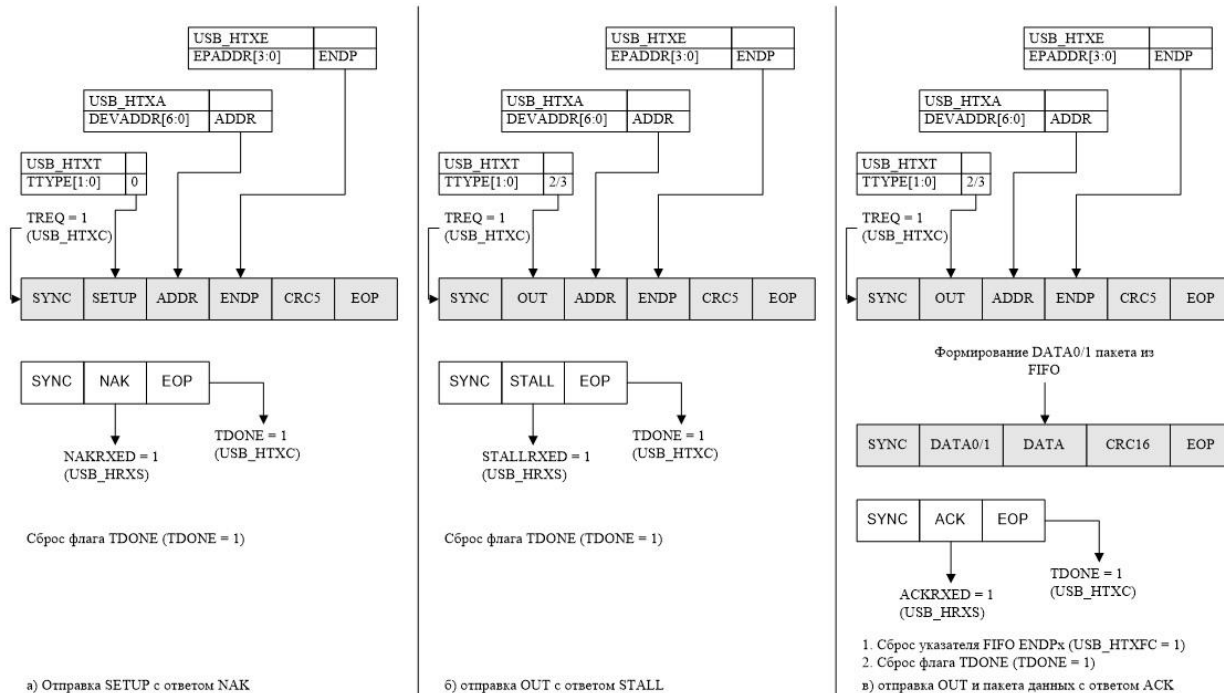 USB_HTXE
EPADDR[3:0] ENDP
USB_HTXA
DEVADDR[6:0] ADDR
USB_HTXT
TTYPE[1:0] 0
TREQ = 1
(USB_HTXC)
SYNC SETUP ADDR ENDP CRC5 EOP
SYNC NAK EOP
NAKRXED = 1
(USB_HRXS)
TDONE = 1
(USB_HTXC)
Сброс флага TDONE (TDONE = 1)
а) Отправка SETUP с ответом NAK
USB_HTXE
EPADDR[3:0] ENDP
USB_HTXA
DEVADDR[6:0] ADDR
USB_HTXT
TTYPE[1:0] 2/3
TREQ = 1
(USB_HTXC)
SYNC OUT ADDR ENDP CRC5 EOP
SYNC STALL EOP
STALLRXED = 1
(USB_HRXS)
TDONE = 1
(USB_HTXC)
Сброс флага TDONE (TDONE = 1)
б) отправка OUT с ответом STALL
USB_HTXE
EPADDR[3:0] ENDP
USB_HTXA
DEVADDR[6:0] ADDR
USB_HTXT
TTYPE[1:0] 2/3
TREQ = 1
(USB_HTXC)
SYNC OUT ADDR ENDP CRC5 EOP
Формирование DATA0/1 пакета из
FIFO
SYNC DATA0/1 DATA CRC16 EOP
SYNC ACK EOP
ACKRXED = 1
(USB_HRXS)
TDONE = 1
(USB_HTXC)
1. Сброс указателя FIFO ENDPx (USB_HTXFC = 1)
2. Сброс флага TDONE (TDONE = 1)
в) отправка OUT и пакета данных с ответом ACK